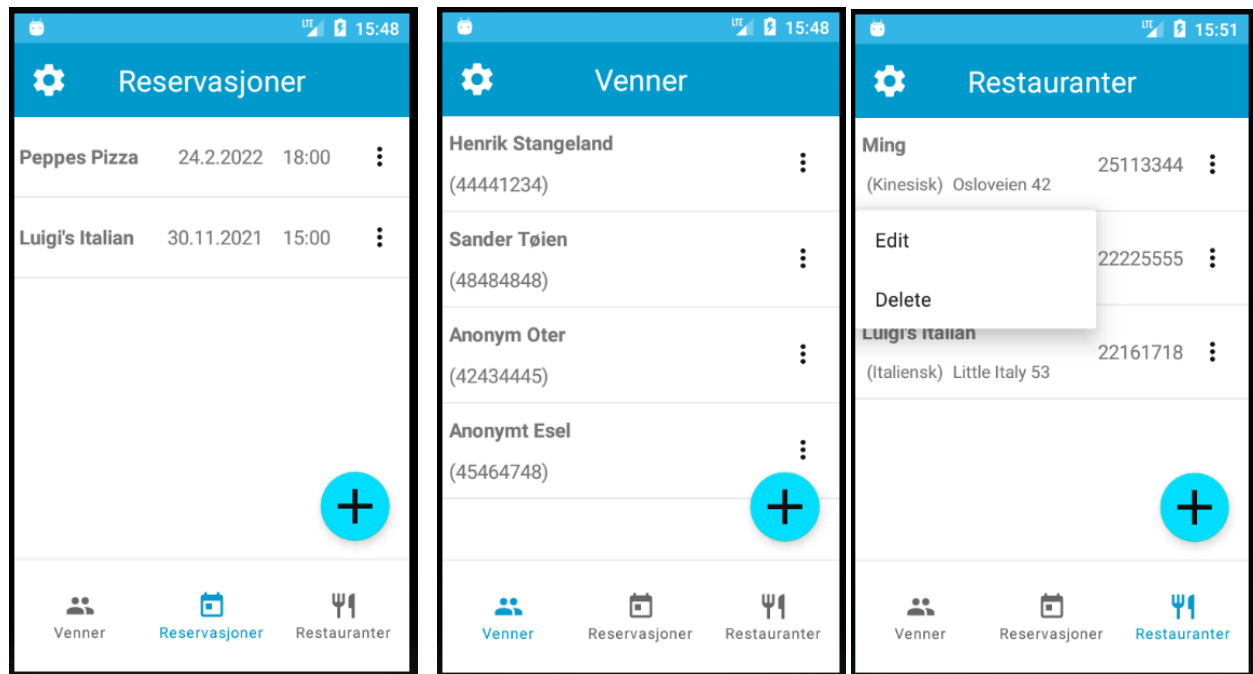 LTE 15:48
Reservasjoner
Peppes Pizza 24.2.2022 18:00
Luigi's Italian 30.11.2021 15:00
Venner Reservasjoner Restauranter
LTE 15:48
Venner
Henrik Stangeland
(44441234)
Sander Tøien
(48484848)
Anonym Oter
(42434445)
Anonymt Esel
(45464748)
Venner Reservasjoner Restauranter
LTE 15:51
Restauranter
Ming
25113344
(Kinesisk) Osloveien 42
Edit
22225555
Delete
Luigi's Italian
22161718
(Italiensk) Little Italy 53
Venner Reservasjoner Restauranter